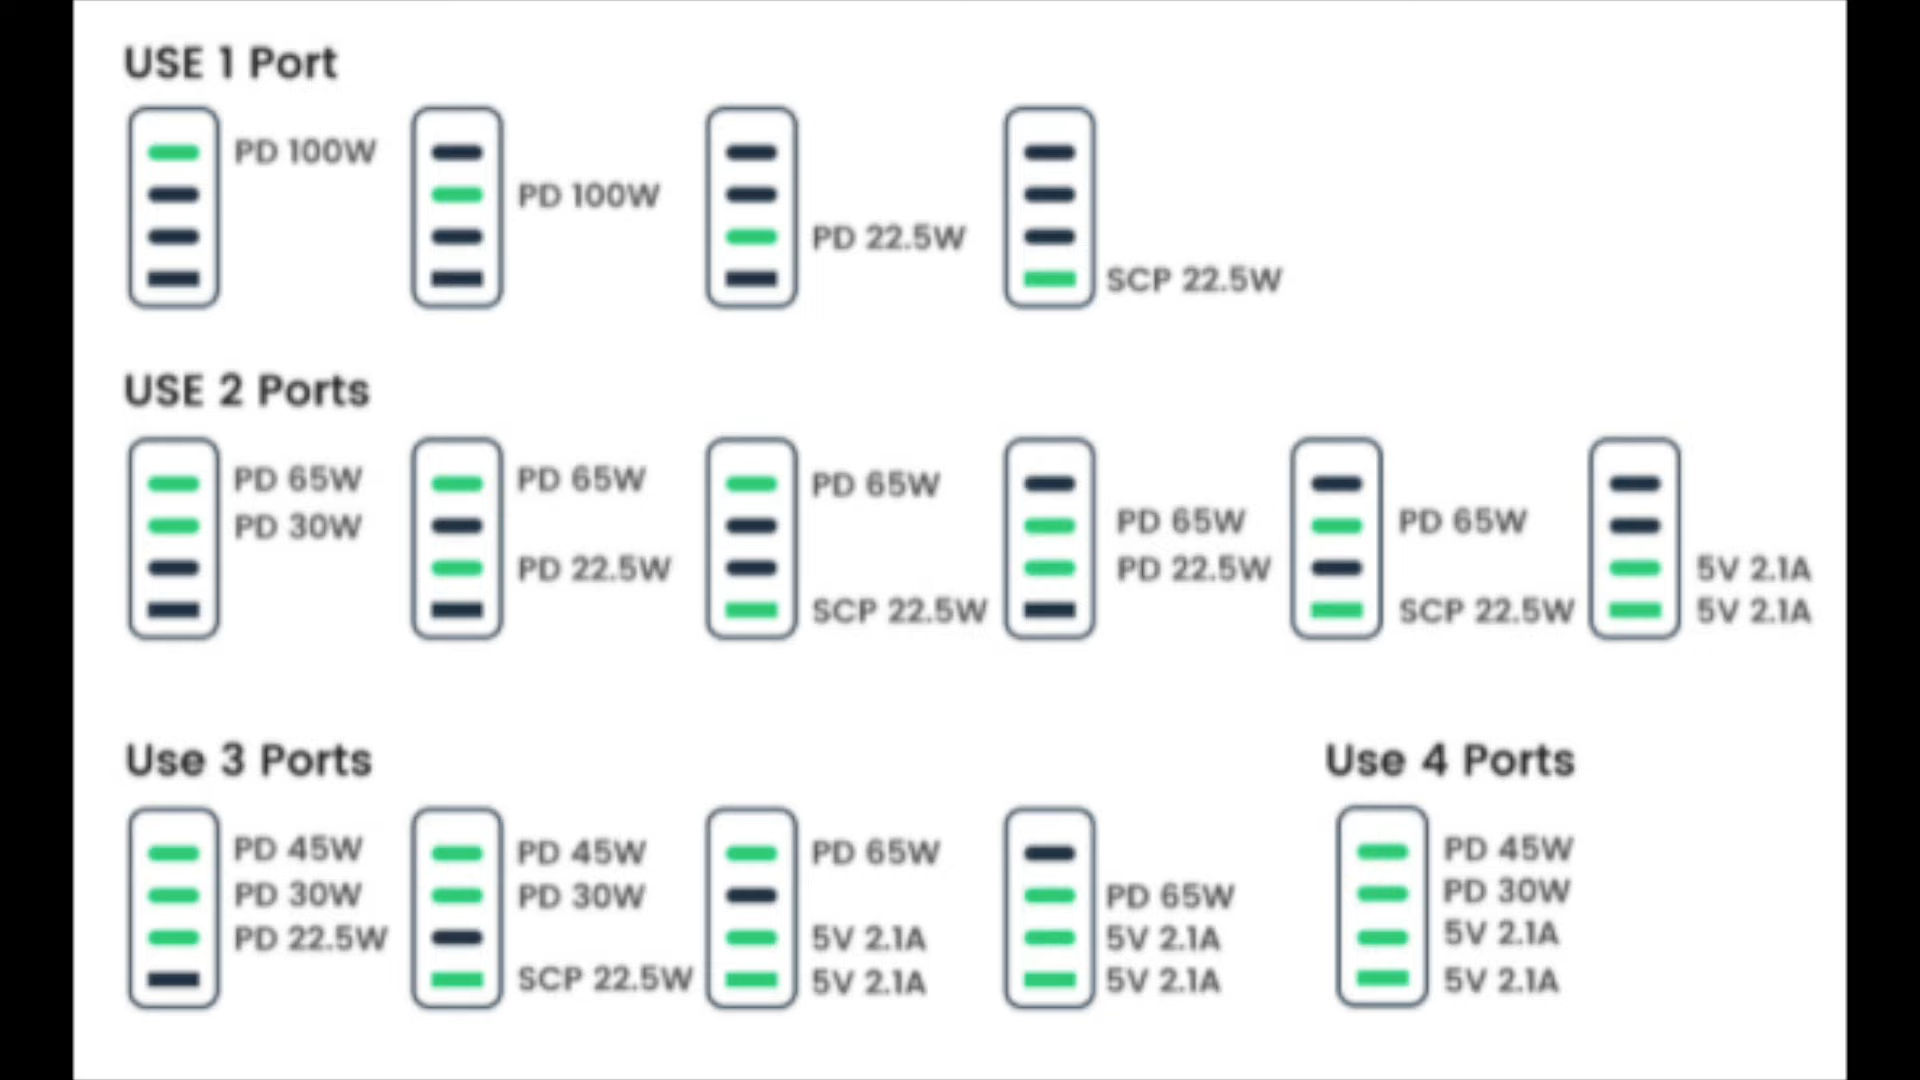 USE 1 Port
PD 100W
PD 100W
PD 22.5W
SCP 22.5W
USE 2 Ports
PD 65W
PD 30W
PD 65W
PD 22.5W
PD 65W
SCP 22.5W
PD 65W
PD 22.5W
PD 65W
SCP 22.5W
5V 2.1A
5V 2.1A
Use 3 Ports
PD 45W
PD 30W
PD 22.5W
PD 45W
PD 30W
SCP 22.5W
PD 65W
5V 2.1A
5V 2.1A
PD 65W
5V 2.1A
5V 2.1A
Use 4 Ports
PD 45W
PD 30W
5V 2.1A
5V 2.1A